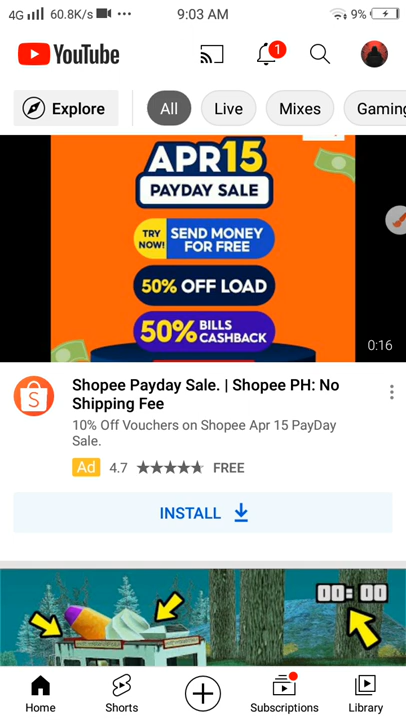 4G 60.8K/s 9:03 AM 9%
YouTube 1
Explore All Live Mixes Gaming
APR15
PAYDAY SALE
TRY NOW! SEND MONEY FOR FREE
50% OFF LOAD
50% BILLS CASHBACK
0:16
Shopee Payday Sale. | Shopee PH: No
Shipping Fee
10% Off Vouchers on Shopee Apr 15 PayDay
Sale.
Ad 4.7 FREE
INSTALL
00:00
Home Shorts Subscriptions Library